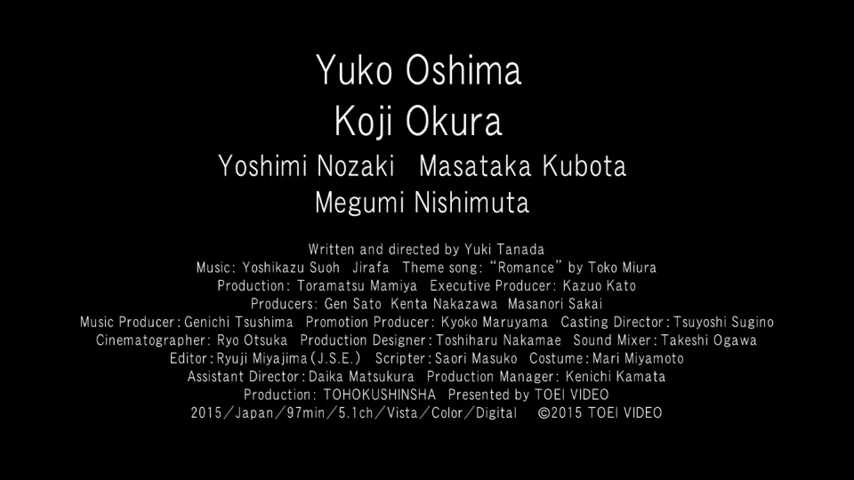 Yuko Oshima
Koji Okura
Yoshimi Nozaki Masataka Kubota
Megumi Nishimuta
Written and directed by Yuki Tanada
Music: Yoshikazu Suoh Jirafa Theme song: “Romance” by Toko Miura
Production: Toramatsu Mamiya Executive Producer: Kazuo Kato
Producers: Gen Sato Kenta Nakazawa Masanori Sakai
Music Producer:Genichi Tsushima Promotion Producer: Kyoko Maruyama Casting Director:Tsuyoshi Sugino
Cinematographer: Ryo Otsuka Production Designer:Toshiharu Nakamae Sound Mixer:Takeshi Ogawa
Editor:Ryuji Miyajima(J.S.E.) Scripter:Saori Masuko Costume:Mari Miyamoto
Assistant Director:Daika Matsukura Production Manager: Kenichi Kamata
Production: TOHOKUSHINSHA Presented by TOEI VIDEO
2015/Japan/97min/5.1ch/Vista/Color/Digital ©2015 TOEI VIDEO